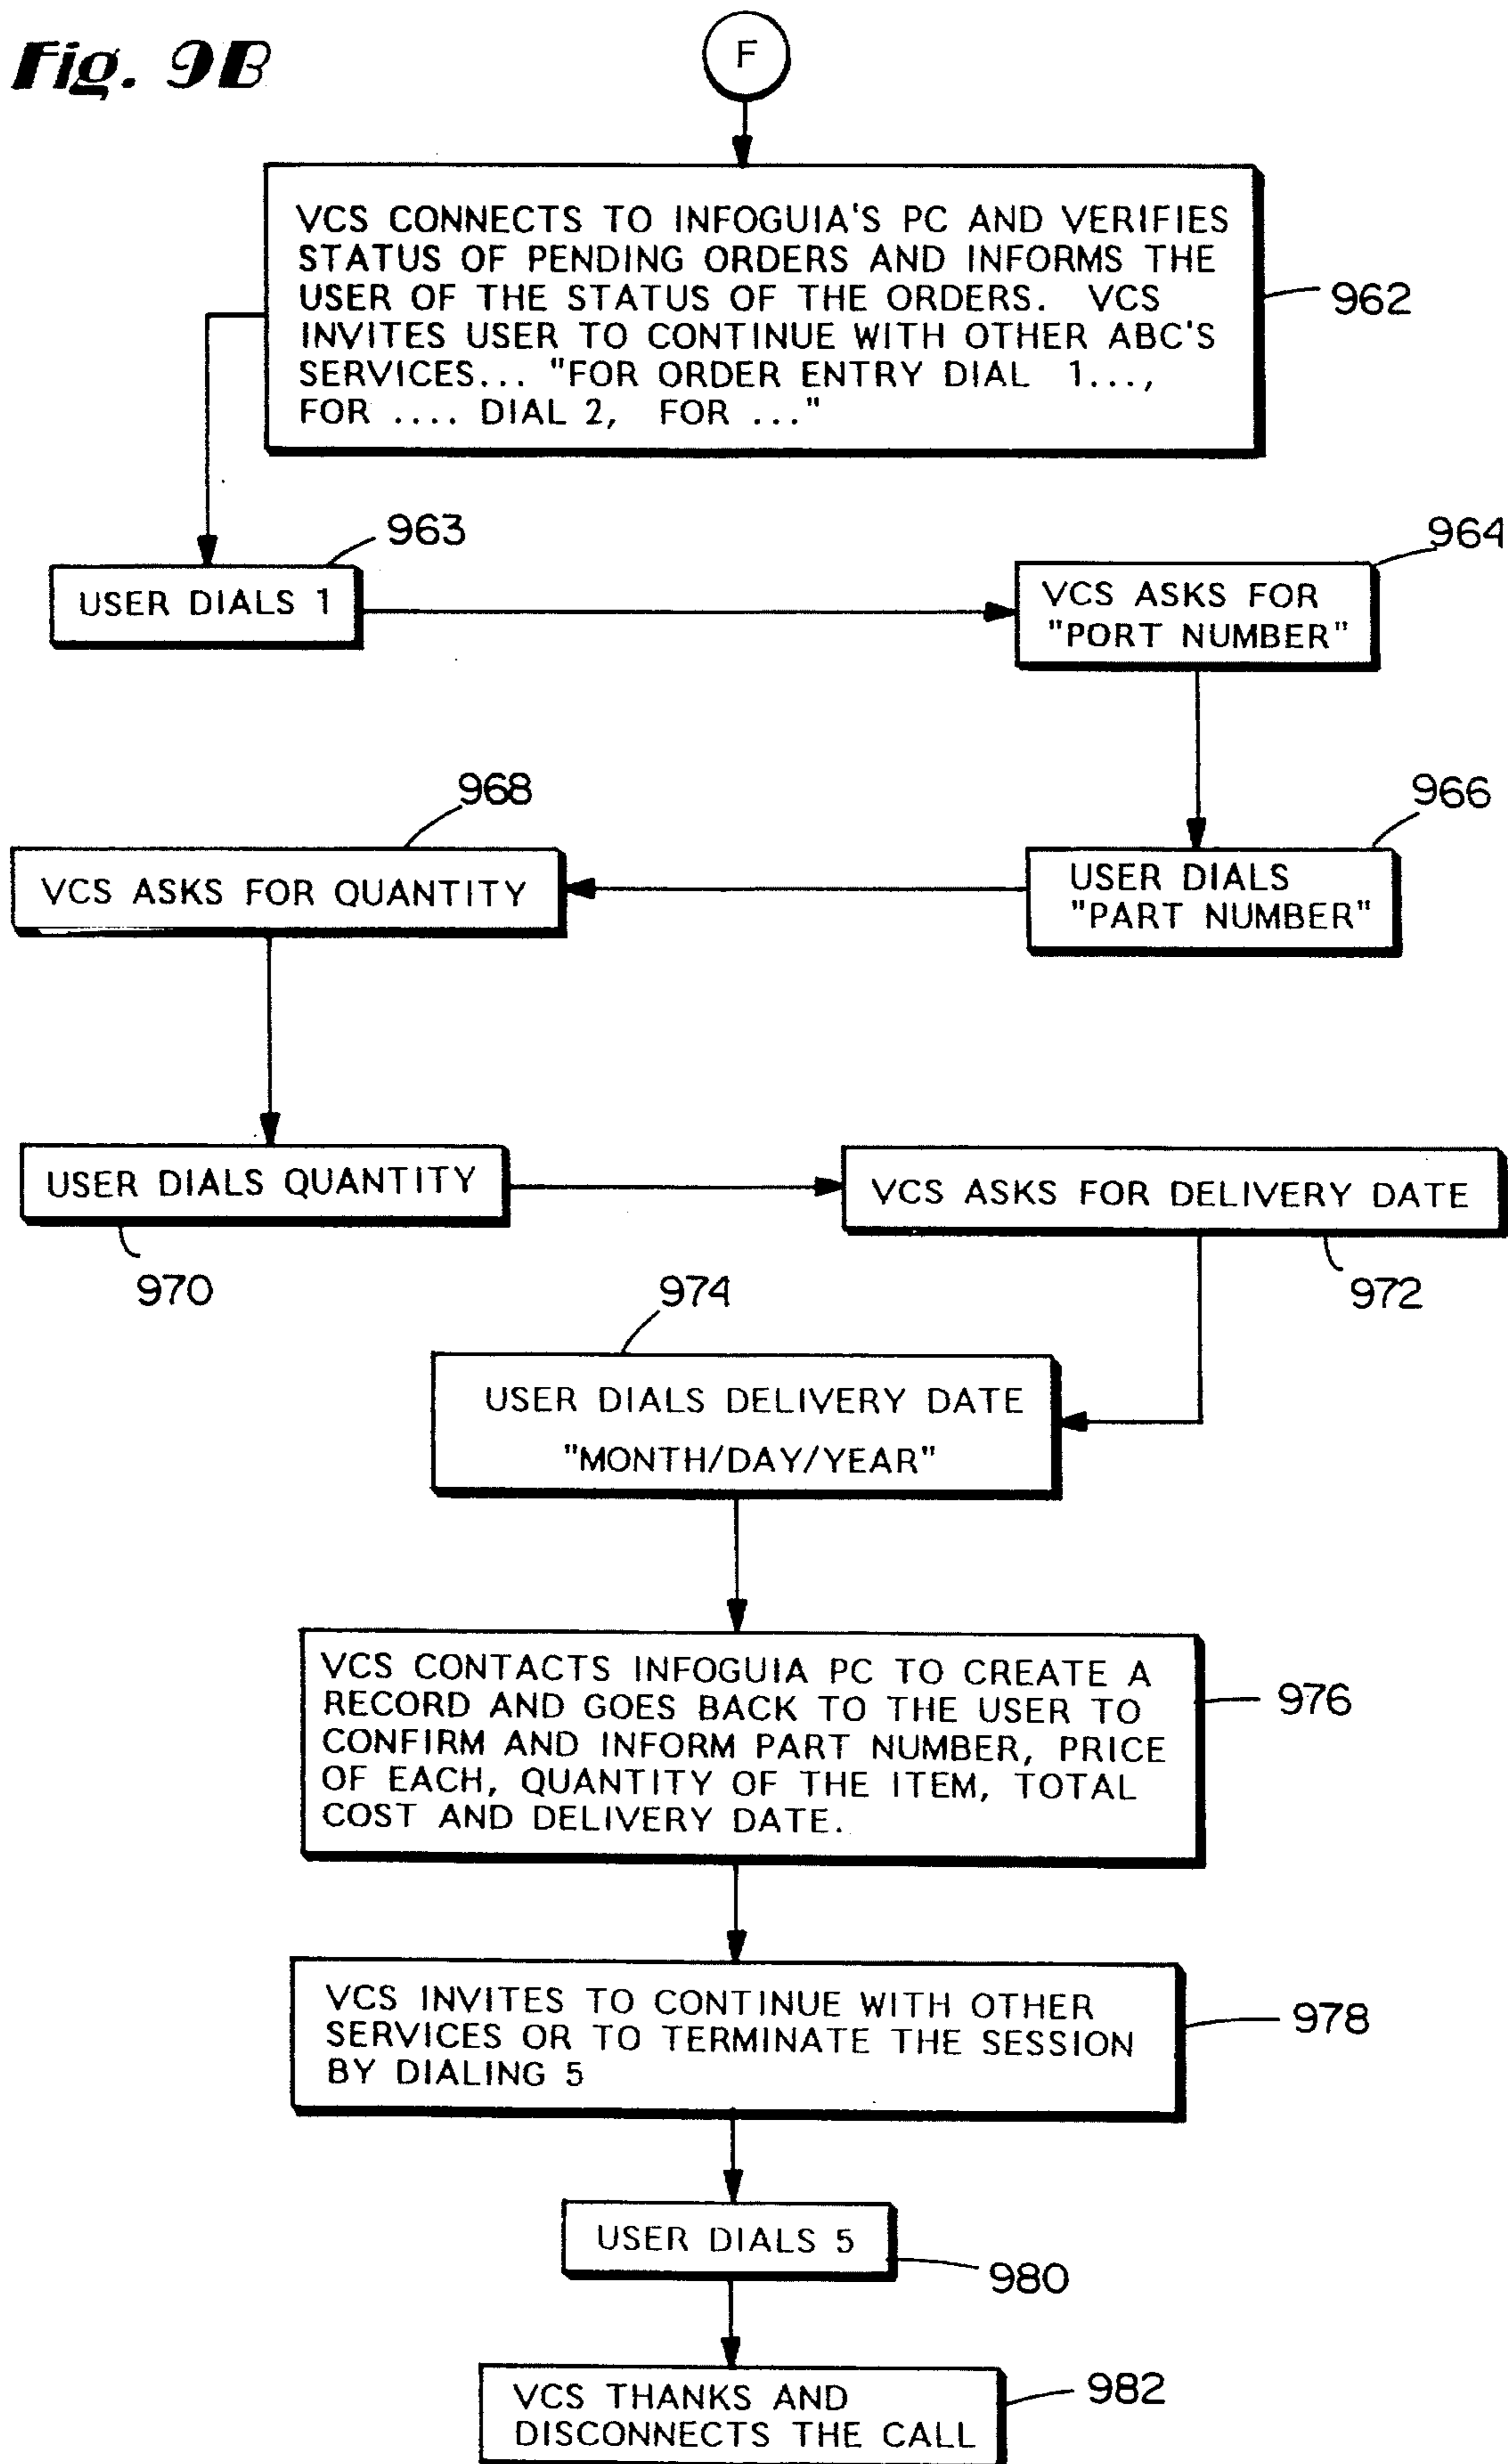 Fig. 9B
F
VCS CONNECTS TO INFOGUIA'S PC AND VERIFIES
STATUS OF PENDING ORDERS AND INFORMS THE
USER OF THE STATUS OF THE ORDERS. VCS
INVITES USER TO CONTINUE WITH OTHER ABC'S
SERVICES... "FOR ORDER ENTRY DIAL 1...,
FOR .... DIAL 2, FOR ..."
962
963
USER DIALS 1
964
VCS ASKS FOR
"PORT NUMBER"
968
VCS ASKS FOR QUANTITY
966
USER DIALS
"PART NUMBER"
USER DIALS QUANTITY
970
VCS ASKS FOR DELIVERY DATE
972
974
USER DIALS DELIVERY DATE
"MONTH/DAY/YEAR"
VCS CONTACTS INFOGUIA PC TO CREATE A
RECORD AND GOES BACK TO THE USER TO
CONFIRM AND INFORM PART NUMBER, PRICE
OF EACH, QUANTITY OF THE ITEM, TOTAL
COST AND DELIVERY DATE.
976
VCS INVITES TO CONTINUE WITH OTHER
SERVICES OR TO TERMINATE THE SESSION
BY DIALING 5
978
USER DIALS 5
980
VCS THANKS AND
DISCONNECTS THE CALL
982